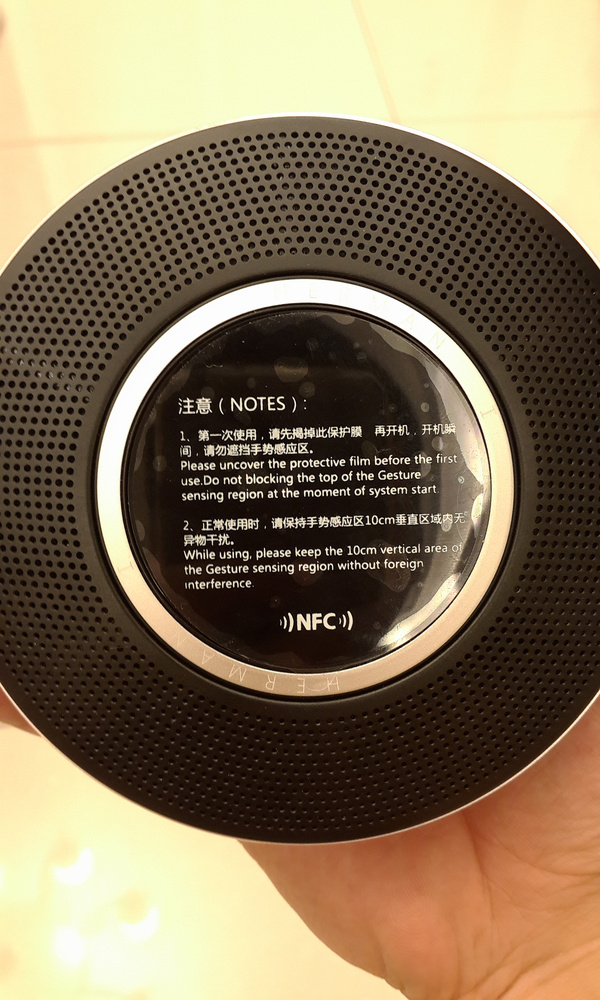 注意（NOTES）:
1、第一次使用，请先揭掉此保护膜 再开机，开机瞬
间，请勿遮挡手势感应区。
Please uncover the protective film before the first
use.Do not blocking the top of the Gesture
sensing region at the moment of system start.
2、正常使用时，请保持手势感应区10cm垂直区域内无
异物干扰。
While using, please keep the 10cm vertical area of
the Gesture sensing region without foreign
interference.
NFC